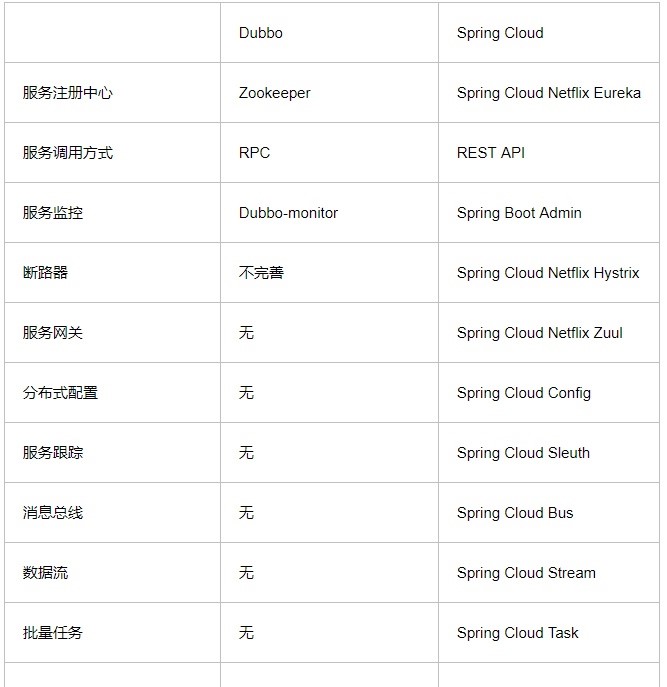 Dubbo Spring Cloud
服务注册中心 Zookeeper Spring Cloud Netflix Eureka
服务调用方式 RPC REST API
服务监控 Dubbo-monitor Spring Boot Admin
断路器 不完善 Spring Cloud Netflix Hystrix
服务网关 无 Spring Cloud Netflix Zuul
分布式配置 无 Spring Cloud Config
服务跟踪 无 Spring Cloud Sleuth
消息总线 无 Spring Cloud Bus
数据流 无 Spring Cloud Stream
批量任务 无 Spring Cloud Task